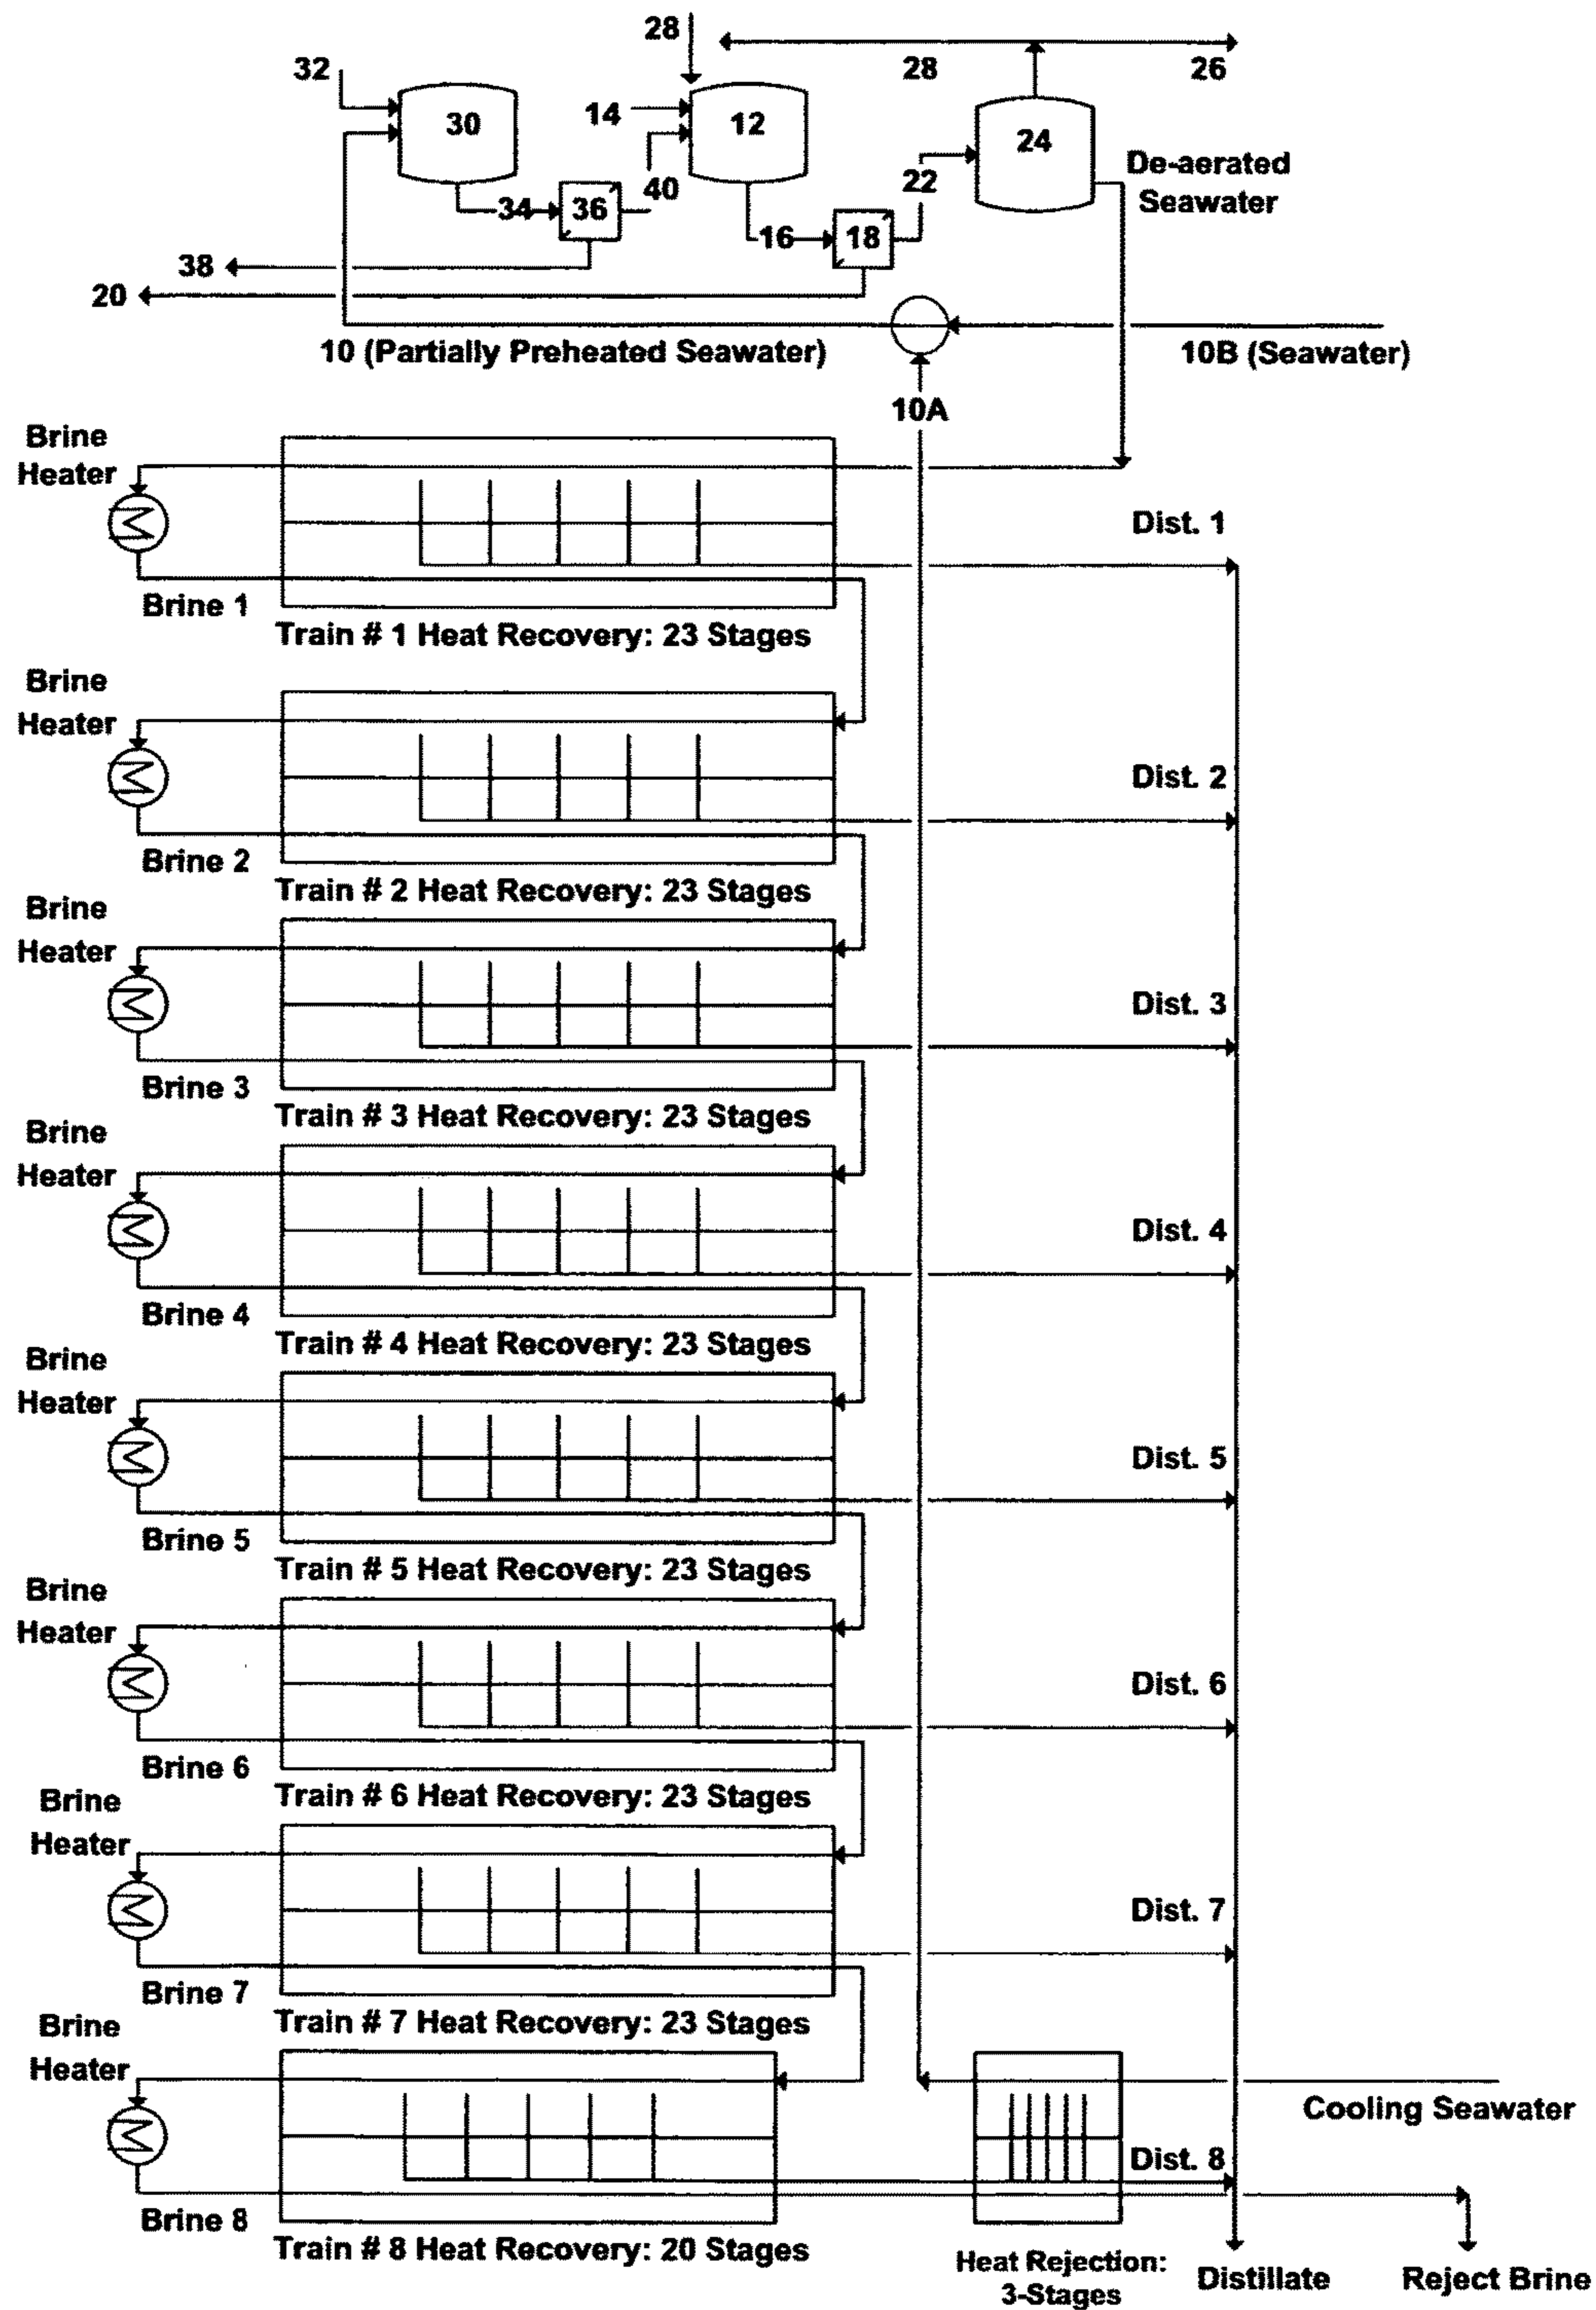 28
32
28
26
30
14
12
24
De-aerated
Seawater
34
36
40
22
16
18
38
20
10 (Partially Preheated Seawater)
10B (Seawater)
10A
Brine
Heater
Dist. 1
Brine 1
Train # 1 Heat Recovery: 23 Stages
Brine
Heater
Dist. 2
Brine 2
Train # 2 Heat Recovery: 23 Stages
Brine
Heater
Dist. 3
Brine 3
Train # 3 Heat Recovery: 23 Stages
Brine
Heater
Dist. 4
Brine 4
Train # 4 Heat Recovery: 23 Stages
Brine
Heater
Dist. 5
Brine 5
Train # 5 Heat Recovery: 23 Stages
Brine
Heater
Dist. 6
Brine 6
Train # 6 Heat Recovery: 23 Stages
Brine
Heater
Dist. 7
Brine 7
Train # 7 Heat Recovery: 23 Stages
Brine
Heater
Cooling Seawater
Dist. 8
Brine 8
Train # 8 Heat Recovery: 20 Stages
Heat Rejection:
3-Stages
Distillate
Reject Brine